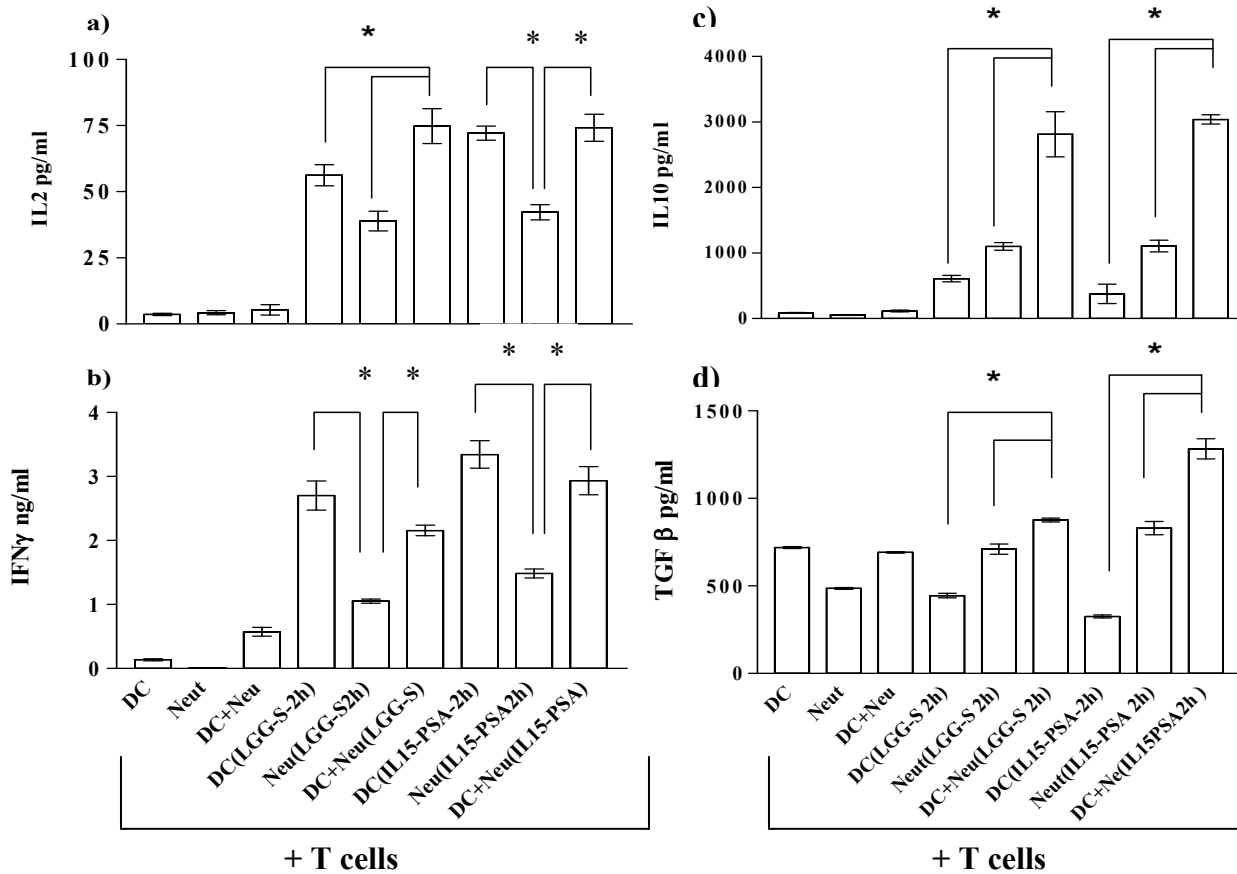 a)
*
*
*
100
75
50
25
0
IL2 pg/ml
b)
*
*
*
*
4
3
2
1
0
IFNγ ng/ml
DC
Neut
DC+Neu
DC(LGG-S-2h)
Neu(LGG-S2h)
DC+Neu(LGG-S)
DC(IL15-PSA-2h)
Neu(IL15-PSA2h)
DC+Neu(IL15-PSA)
+ T cells
c)
*
*
4000
3000
2000
1000
0
IL10 pg/ml
d)
*
*
1500
1000
500
0
TGF β pg/ml
DC
Neut
DC+Neu
DC(LGG-S 2h)
Neut(LGG-S 2h)
DC+Neu(LGG-S 2h)
DC(IL15-PSA-2h)
Neut(IL15-PSA 2h)
DC+Ne(IL15PSA2h )
+ T cells